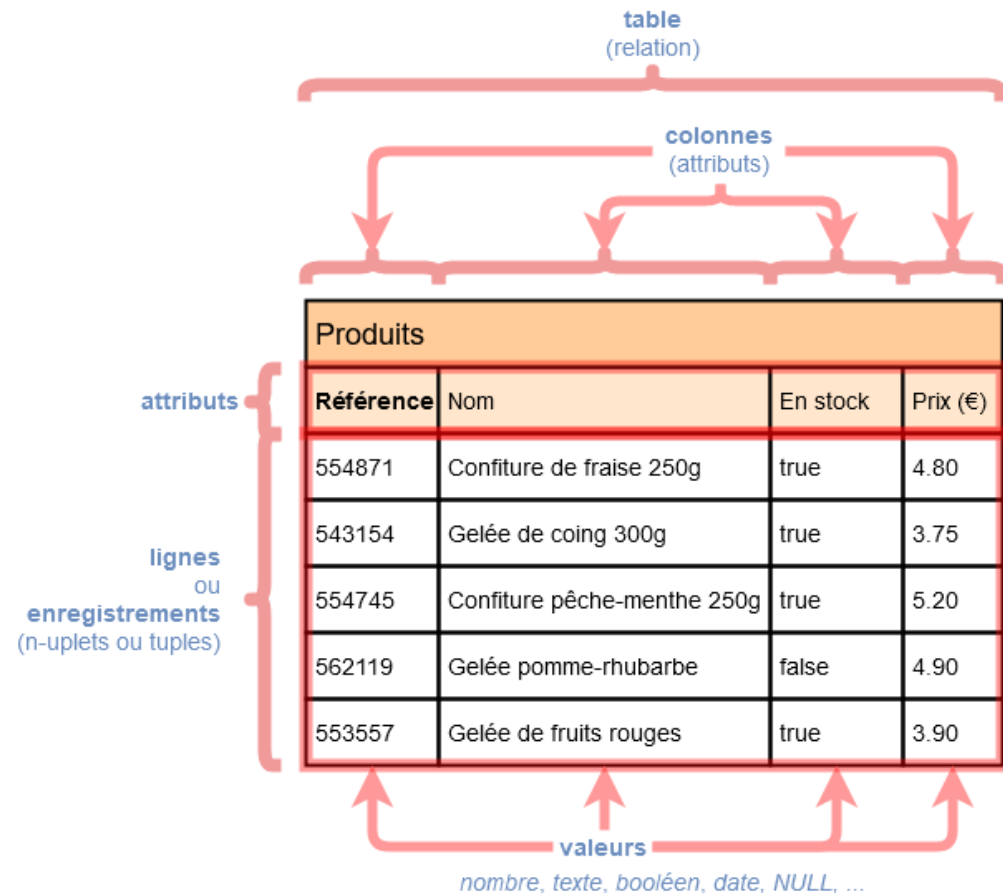 table
(relation)
colonnes
(attributs)
Produits
attributs
Référence Nom En stock Prix (€)
554871 Confiture de fraise 250g true 4.80
543154 Gelée de coing 300g true 3.75
lignes
ou
enregistrements
(n-uplets ou tuples)
554745 Confiture pêche-menthe 250g true 5.20
562119 Gelée pomme-rhubarbe false 4.90
553557 Gelée de fruits rouges true 3.90
valeurs
nombre, texte, booléen, date, NULL, ...